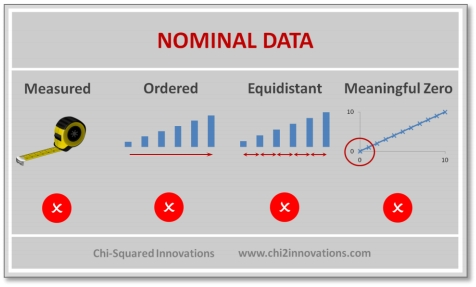 NOMINAL DATA
Measured Ordered Equidistant Meaningful Zero
10
0
0 10
Chi-Squared Innovations www.chi2innovations.com